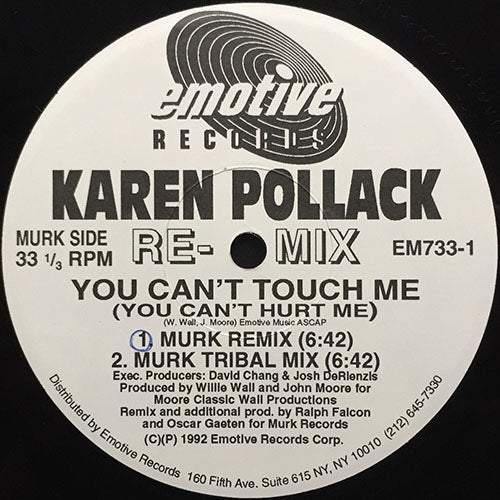 emotive
RECORDS
KAREN POLLACK
MURK SIDE
33 1/3 RPM
RE-MIX
EM733-1
YOU CAN'T TOUCH ME
(YOU CAN'T HURT ME)
(W. Wall, J. Moore) Emotive Music ASCAP
1. MURK REMIX (6:42)
2. MURK TRIBAL MIX (6:42)
Exec. Producers: David Chang & Josh DeRienzis
Produced by Willie Wall and John Moore for
Moore Classic Wall Productions
Remix and additional prod. by Ralph Falcon
and Oscar Gaeten for Murk Records
(C)(P) 1992 Emotive Records Corp.
Distributed by Emotive Records 160 Fifth Ave. Suite 615 NY, NY 10010 (212) 645-7330